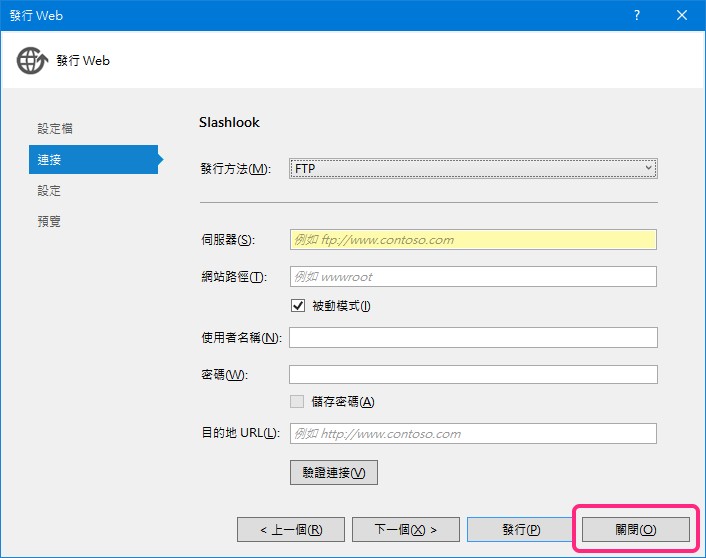 發行 Web
?
發行 Web
設定檔
連接
設定
預覽
Slashlook
發行方法(M):
FTP
伺服器(S):
例如 ftp://www.contoso.com
網站路徑(T):
例如 wwwroot
被動模式(I)
使用者名稱(N):
密碼(W):
儲存密碼(A)
目的地 URL(L):
例如 http://www.contoso.com
驗證連接(V)
< 上一個(R)
下一個(X) >
發行(P)
關閉(O)